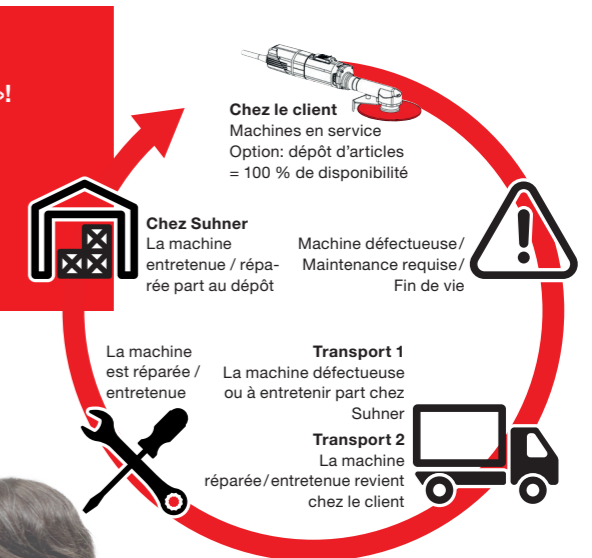 !
Chez le client
Machines en service
Option: dépôt d’articles
= 100 % de disponibilité
Chez Suhner
La machine
entretenue / répa-
rée part au dépôt
Machine défectueuse/
Maintenance requise/
Fin de vie
La machine
est réparée /
entretenue
Transport 1
La machine défectueuse
ou à entretenir part chez
Suhner
Transport 2
La machine
réparée/entretenue revient
chez le client